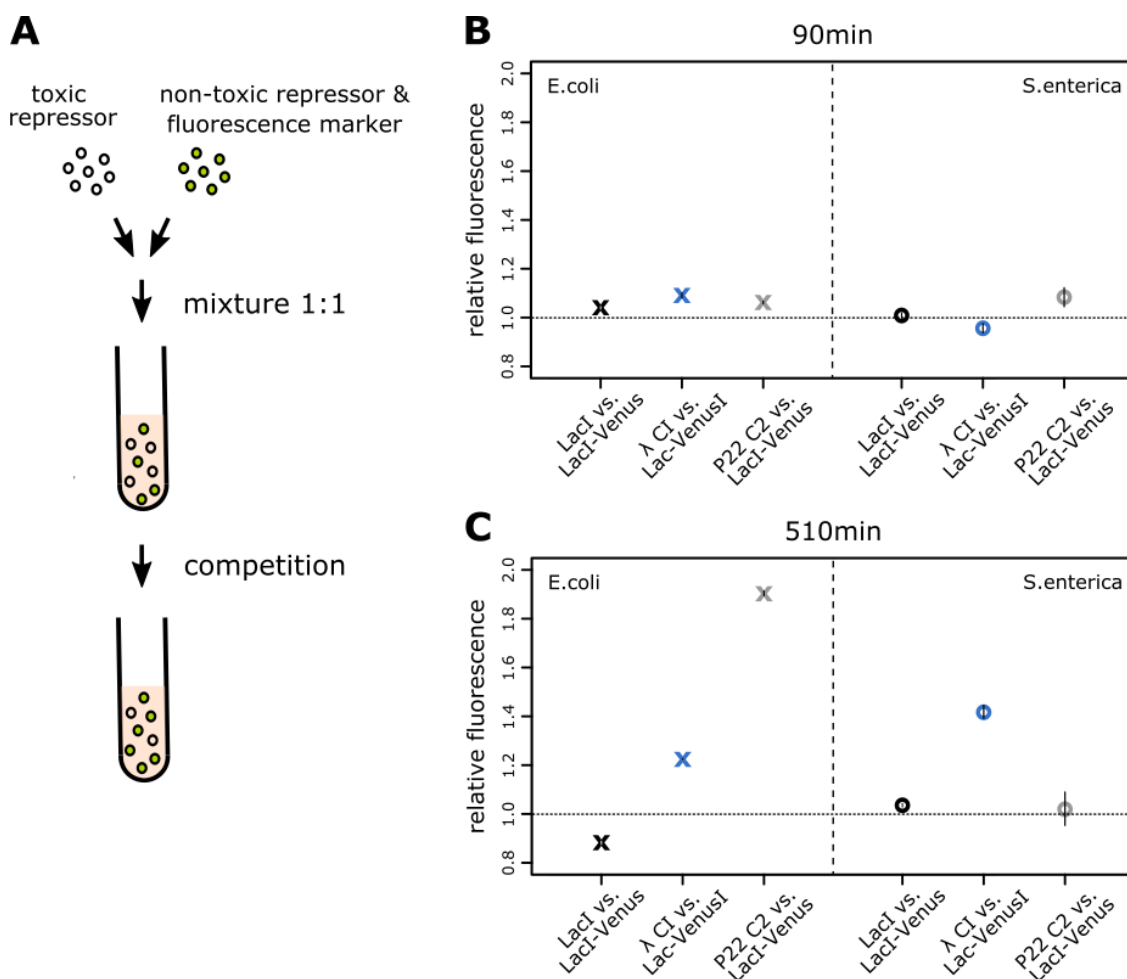 A
toxic
repressor
non-toxic repressor &
fluorescence marker
mixture 1:1
competition
B
90min
E.coli
S.enterica
relative fluorescence
2.0
1.8
1.6
1.4
1.2
1.0
0.8
LacI vs.
LacI-Venus
λ CI vs.
Lac-VenusI
P22 C2 vs.
LacI-Venus
LacI vs.
LacI-Venus
λ CI vs.
Lac-VenusI
P22 C2 vs.
LacI-Venus
C
510min
E.coli
S.enterica
relative fluorescence
2.0
1.8
1.6
1.4
1.2
1.0
0.8
LacI vs.
LacI-Venus
λ CI vs.
Lac-VenusI
P22 C2 vs.
LacI-Venus
LacI vs.
LacI-Venus
λ CI vs.
Lac-VenusI
P22 C2 vs.
LacI-Venus